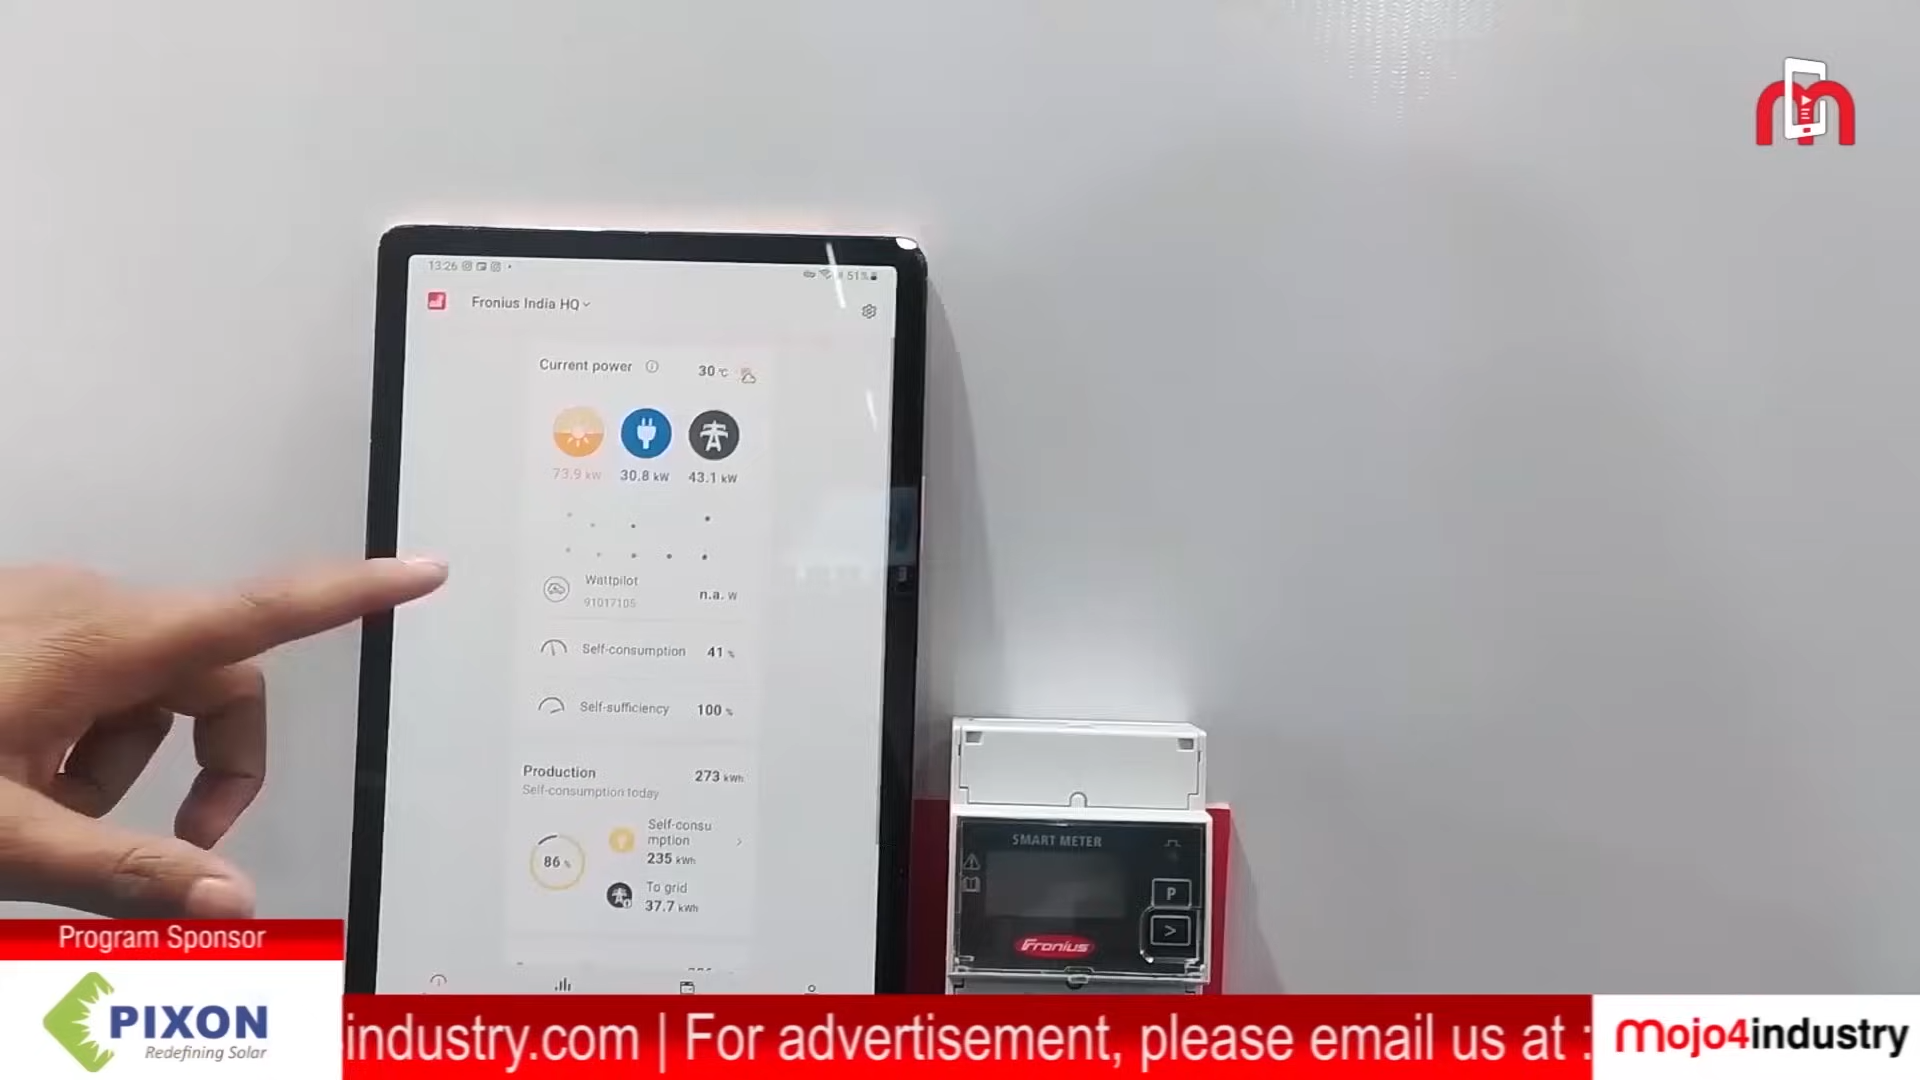 13:26
51%
Fronius India HQ
Current power
30 °C
73.9 kW
30.8 kW
43.1 kW
Wattpilot
91017105
n.a. W
Self-consumption 41 %
Self-sufficiency 100 %
Production 273 kWh
Self-consumption today
86 %
Self-consu
mption
235 kWh
To grid
37.7 kWh
SMART METER
P
>
Fronius
Program Sponsor
PIXON
Redefining Solar
industry.com | For advertisement, please email us at :
mojo4industry